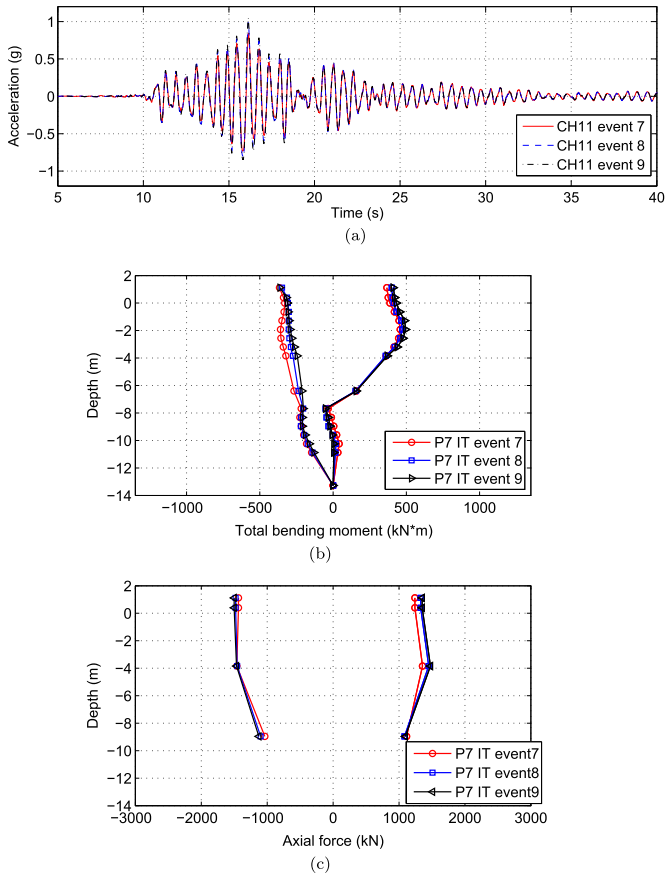 1
0.5
0
−0.5
−1
Acceleration (g)
CH11 event 7
CH11 event 8
CH11 event 9
5 10 15 20 25 30 35 40
Time (s)
(a)
2
0
−2
−4
−6
−8
−10
−12
−14
Depth (m)
P7 IT event 7
P7 IT event 8
P7 IT event 9
−1000 −500 0 500 1000
Total bending moment (kN*m)
(b)
2
0
−2
−4
−6
−8
−10
−12
−14
Depth (m)
P7 IT event7
P7 IT event8
P7 IT event9
−3000 −2000 −1000 0 1000 2000 3000
Axial force (kN)
(c)